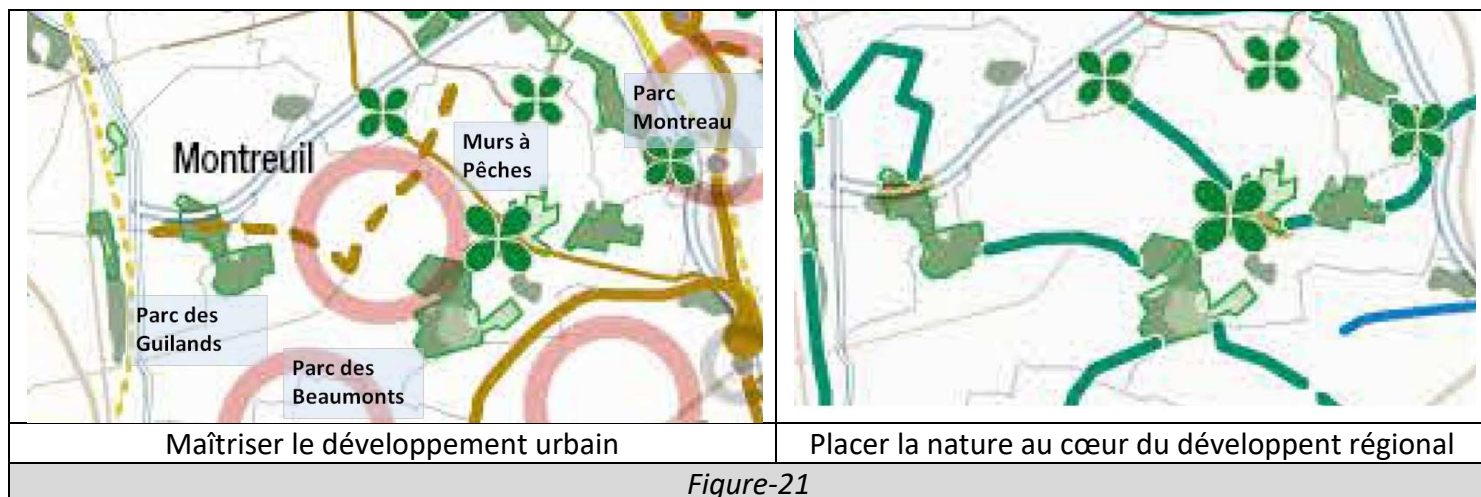 Parc
Montreau
Murs à
Pêches
Montreuil
Parc des
Guilands
Parc des
Beaumonts
Maîtriser le développement urbain
Placer la nature au cœur du développent régional
Figure-21